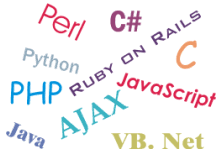 Perl
C#
Ruby on Rails
Python
C
PHP
JavaScript
AJAX
Java
VB. Net